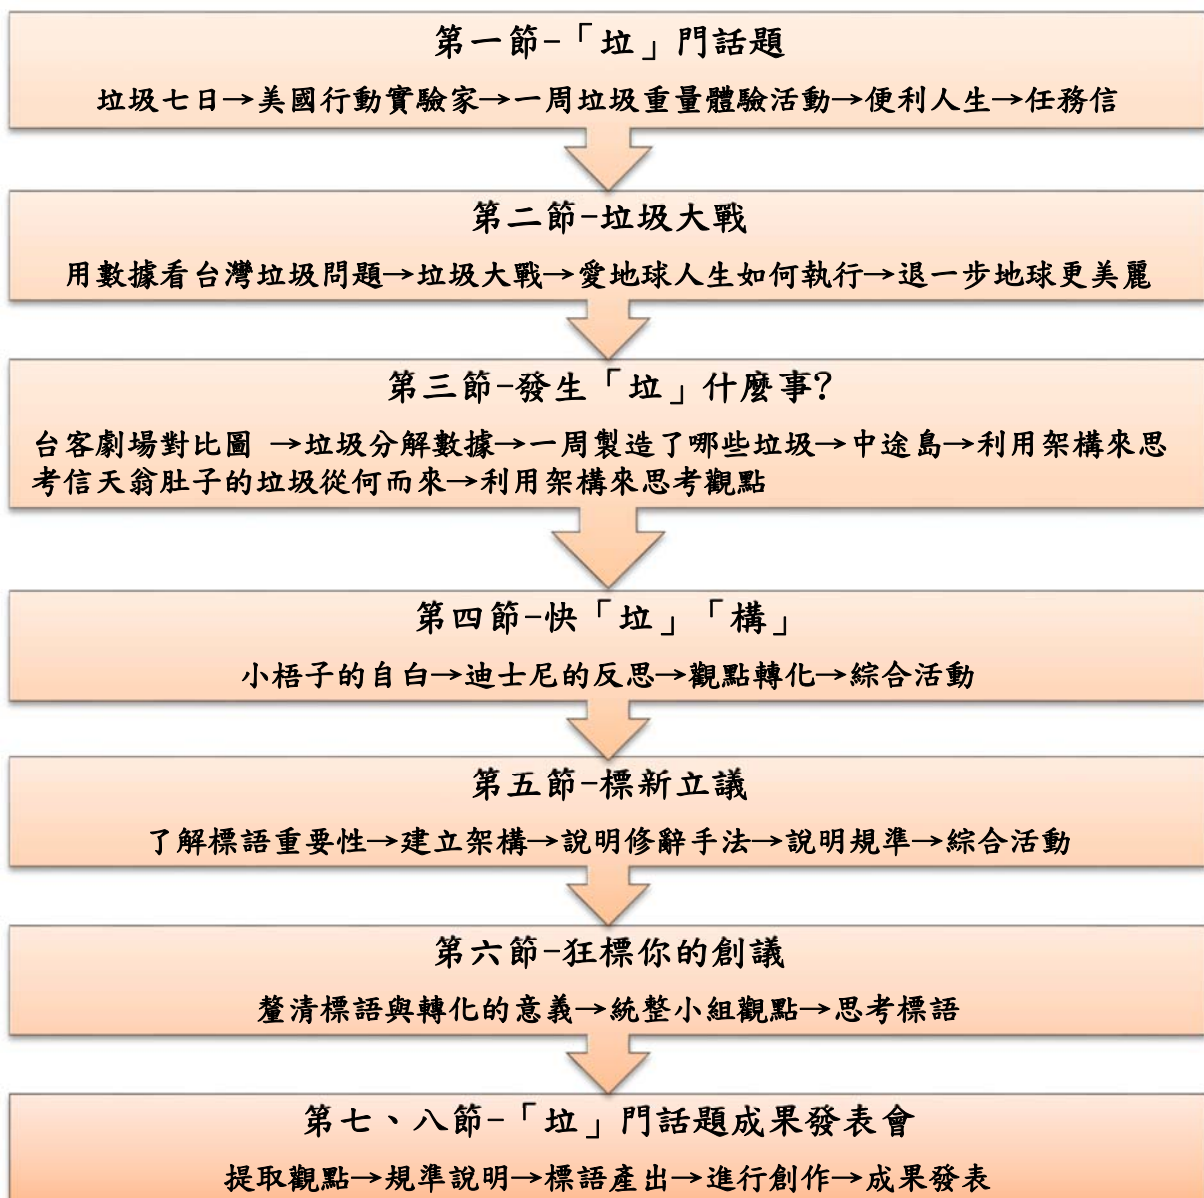 第一節-「垃」門話題
垃圾七日→美國行動實驗家→一周垃圾重量體驗活動→便利人生→任務信
第二節-垃圾大戰
用數據看台灣垃圾問題→垃圾大戰→愛地球人生如何執行→退一步地球更美麗
第三節-發生「垃」什麼事?
台客劇場對比圖 →垃圾分解數據→一周製造了哪些垃圾→中途島→利用架構來思
考信天翁肚子的垃圾從何而來→利用架構來思考觀點
第四節-快「垃」「構」
小梧子的自白→迪士尼的反思→觀點轉化→綜合活動
第五節-標新立議
了解標語重要性→建立架構→說明修辭手法→說明規準→綜合活動
第六節-狂標你的創議
釐清標語與轉化的意義→統整小組觀點→思考標語
第七、八節-「垃」門話題成果發表會
提取觀點→規準說明→標語產出→進行創作→成果發表